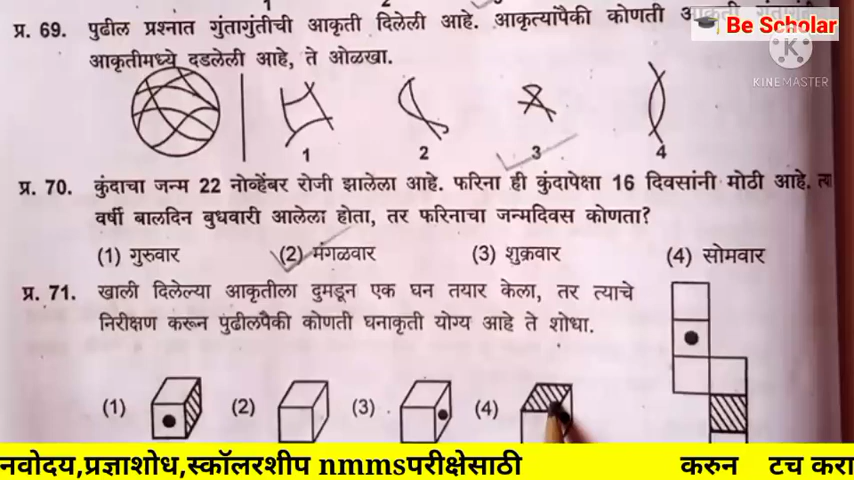 प्र. 69. पुढील प्रश्नात गुंतागुंतीची आकृती दिलेली आहे. आकृत्यांपैकी कोणती
Be Scholar
आकृतीमध्ये दडलेली आहे, ते ओळखा.
KINEMASTER
1 2 3 4
प्र. 70. कुंदाचा जन्म 22 नोव्हेंबर रोजी झालेला आहे. फरिना ही कुंदापेक्षा 16 दिवसांनी मोठी आहे. त्या
वर्षी बालदिन बुधवारी आलेला होता, तर फरिनाचा जन्मदिवस कोणता?
(1) गुरुवार (2) मंगळवार (3) शुक्रवार (4) सोमवार
प्र. 71. खाली दिलेल्या आकृतीला दुमडून एक घन तयार केला, तर त्याचे
निरीक्षण करून पुढीलपैकी कोणती घनाकृती योग्य आहे ते शोधा.
(1) (2) (3) (4)
नवोदय,प्रज्ञाशोध,स्कॉलरशीप nmmsपरीक्षेसाठी करुन टच करा